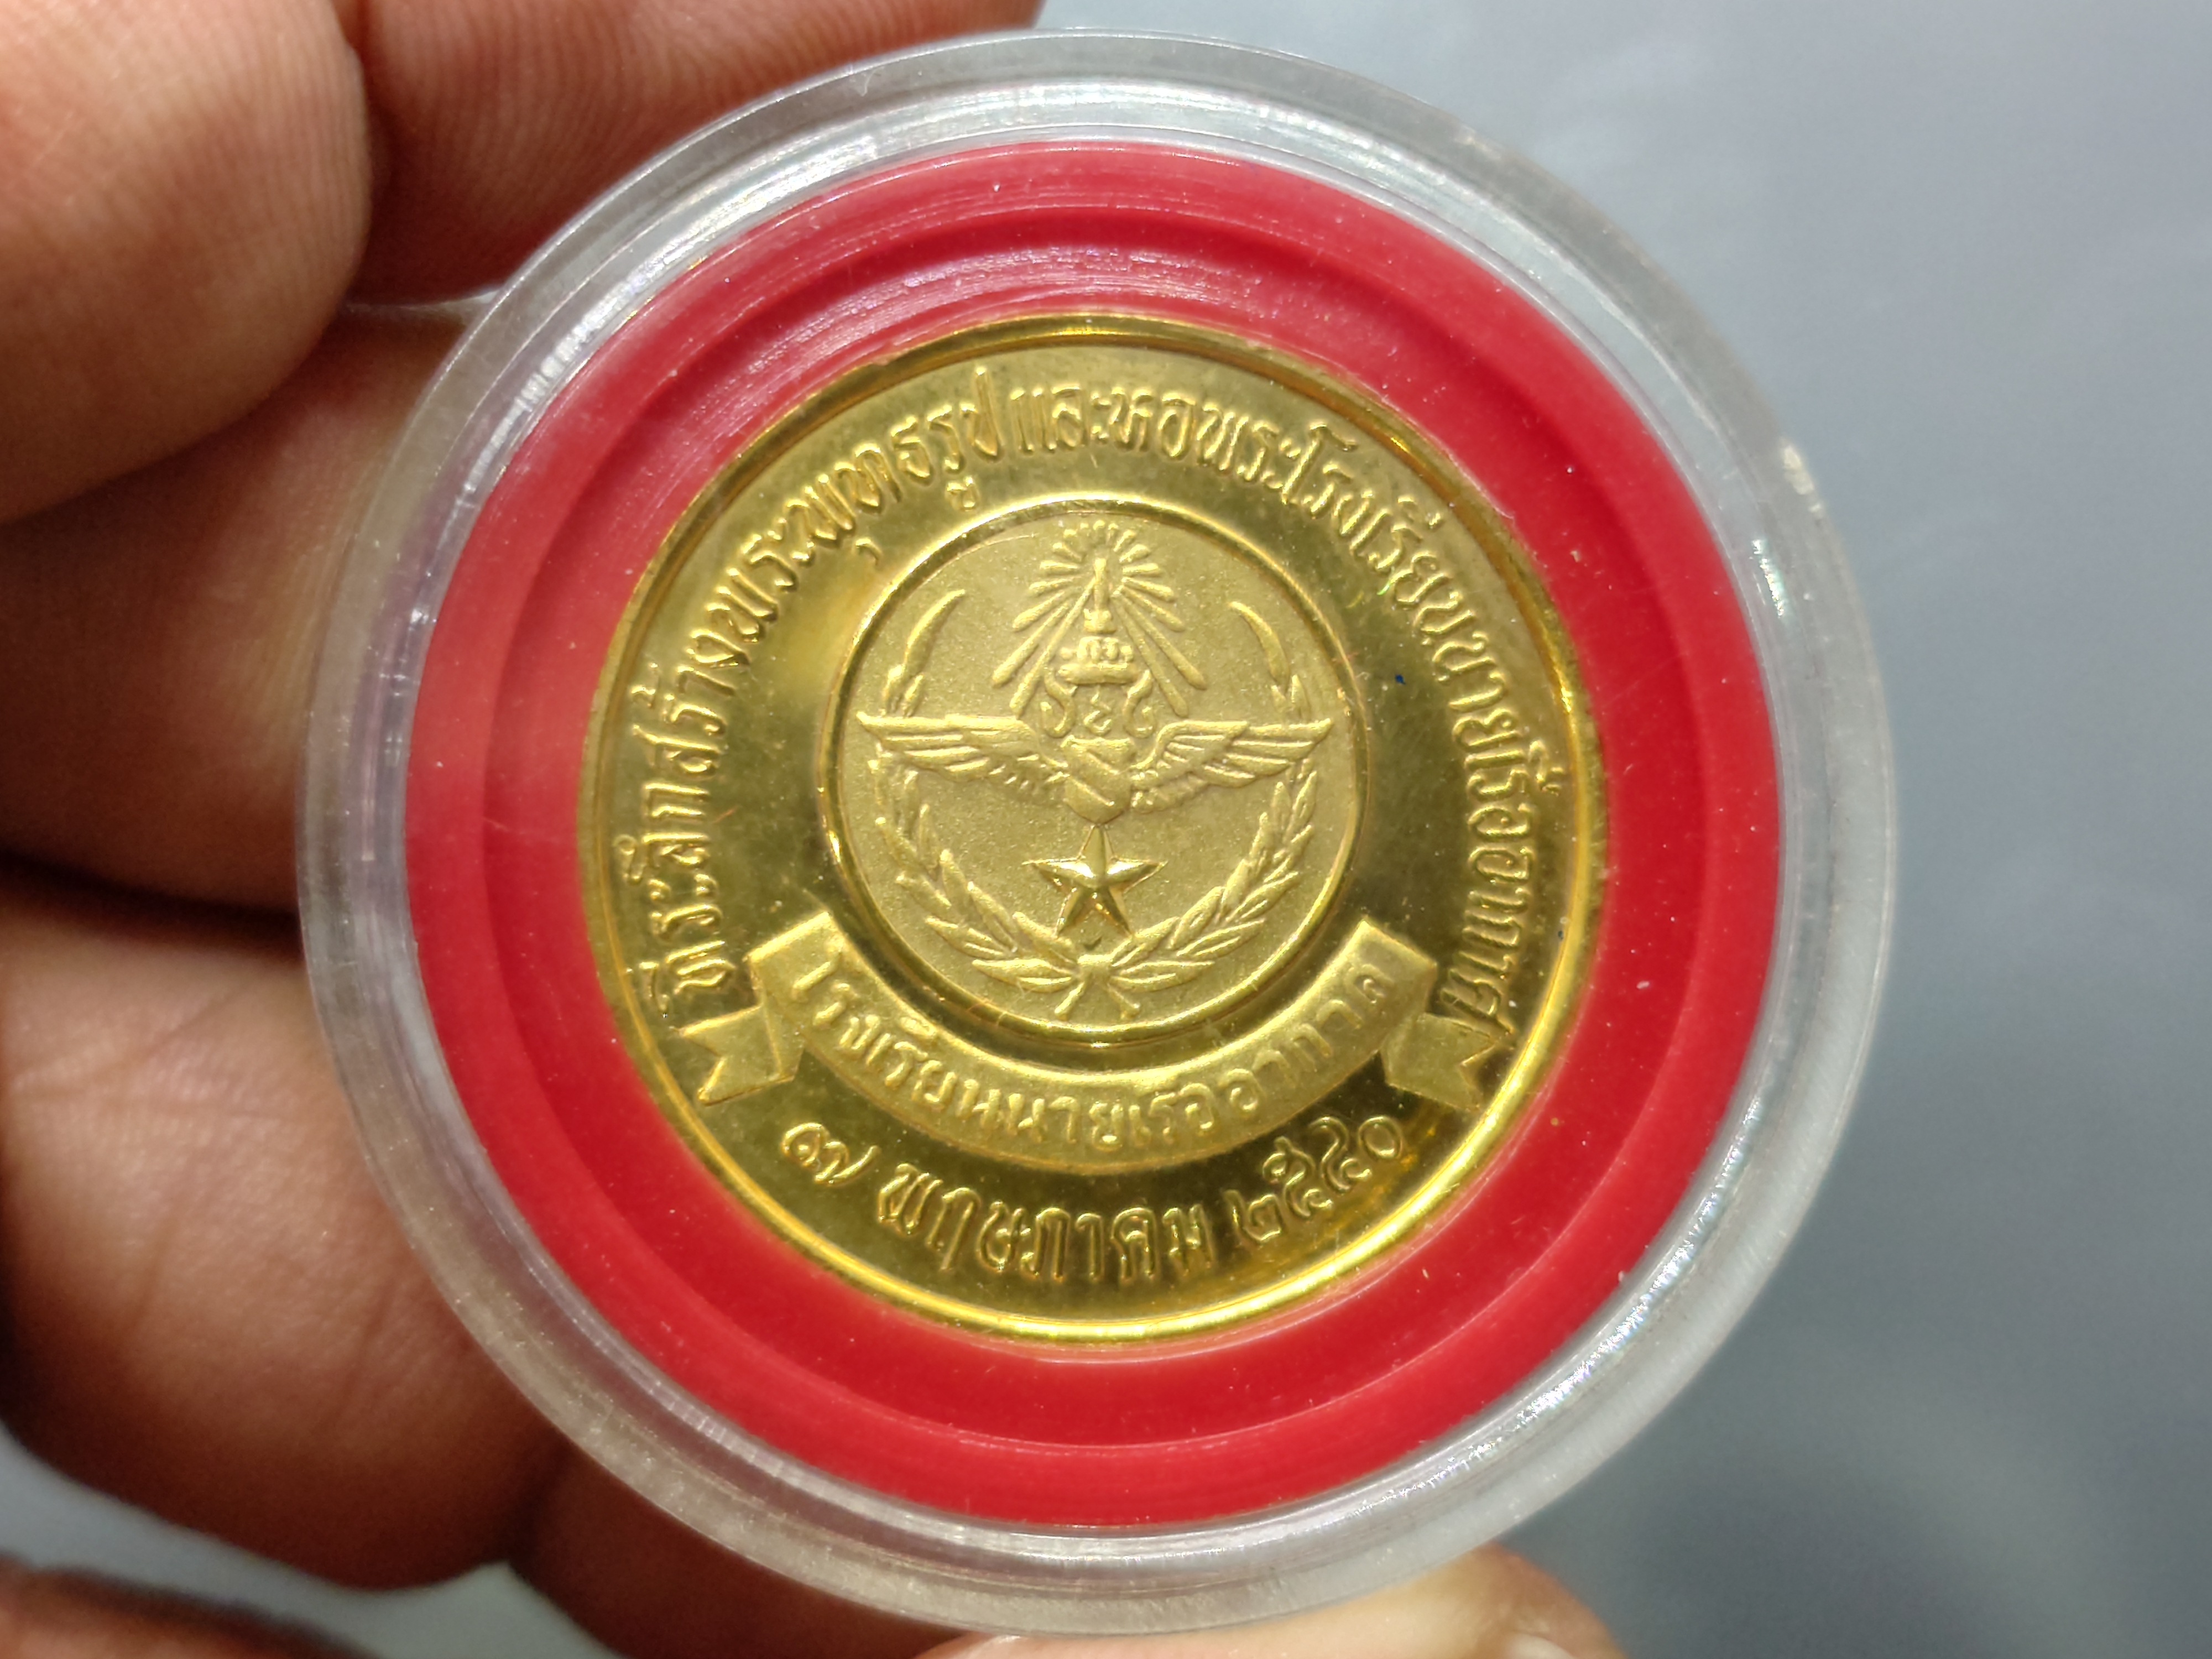 ที่ระลึกสร้างพระพุทธรูป และหอพระโรงเรียนนายเรืออากาศ
โรงเรียนนายเรืออากาศ
๗ พฤษภาคม ๒๕๔๐